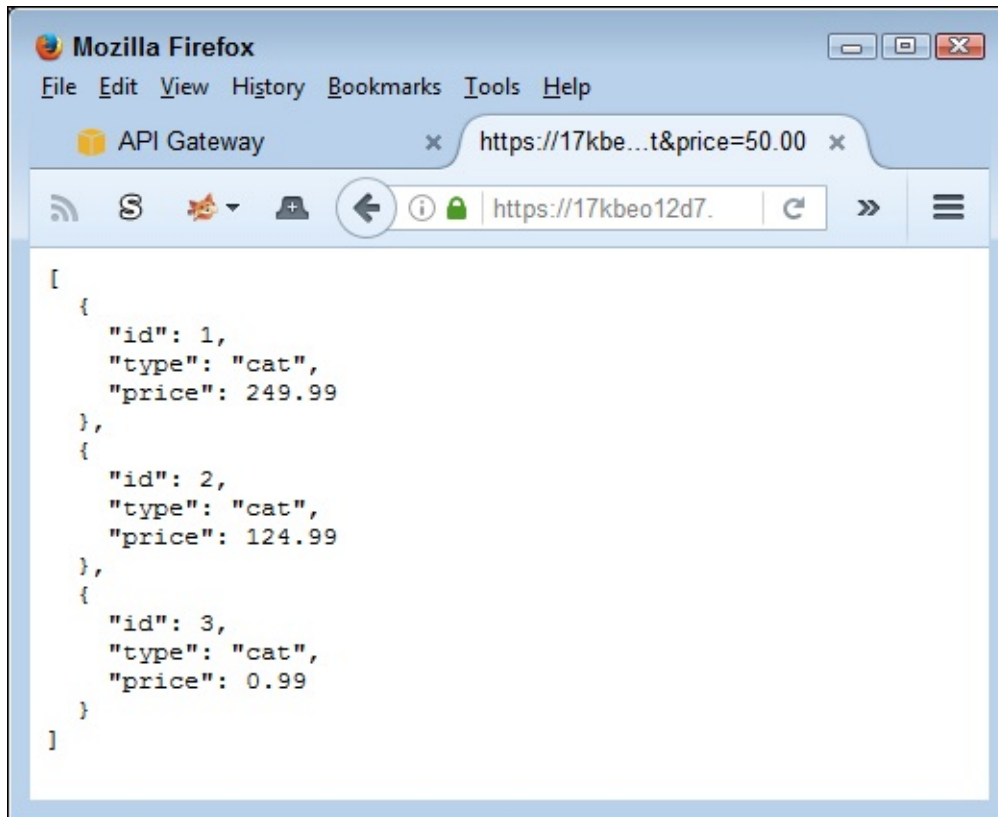 Mozilla Firefox
File Edit View History Bookmarks Tools Help
API Gateway
https://17kbe...t&price=50.00
S
https://17kbeo12d7.
[
  {
    "id": 1,
    "type": "cat",
    "price": 249.99
  },
  {
    "id": 2,
    "type": "cat",
    "price": 124.99
  },
  {
    "id": 3,
    "type": "cat",
    "price": 0.99
  }
]